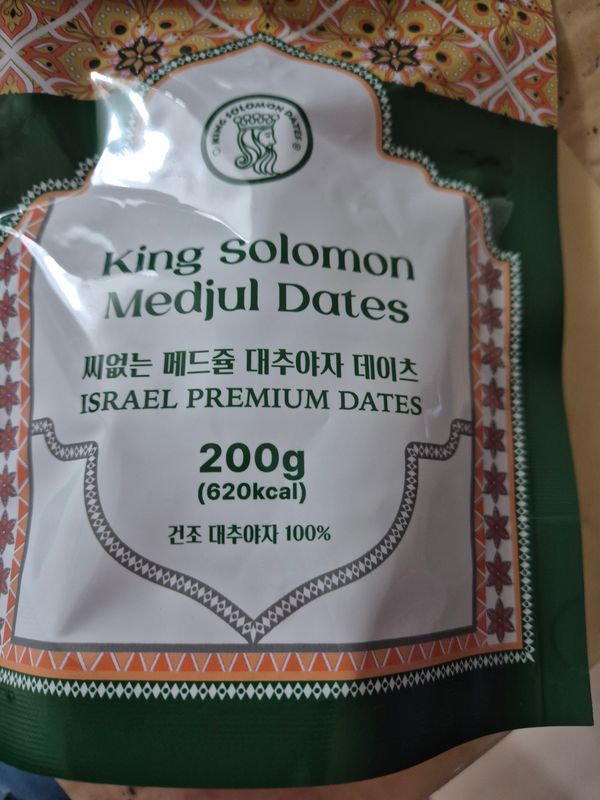 KING SOLOMON DATES
King Solomon
Medjul Dates
씨없는 메드쥴 대추야자 데이츠
ISRAEL PREMIUM DATES
200g
(620kcal)
건조 대추야자 100%